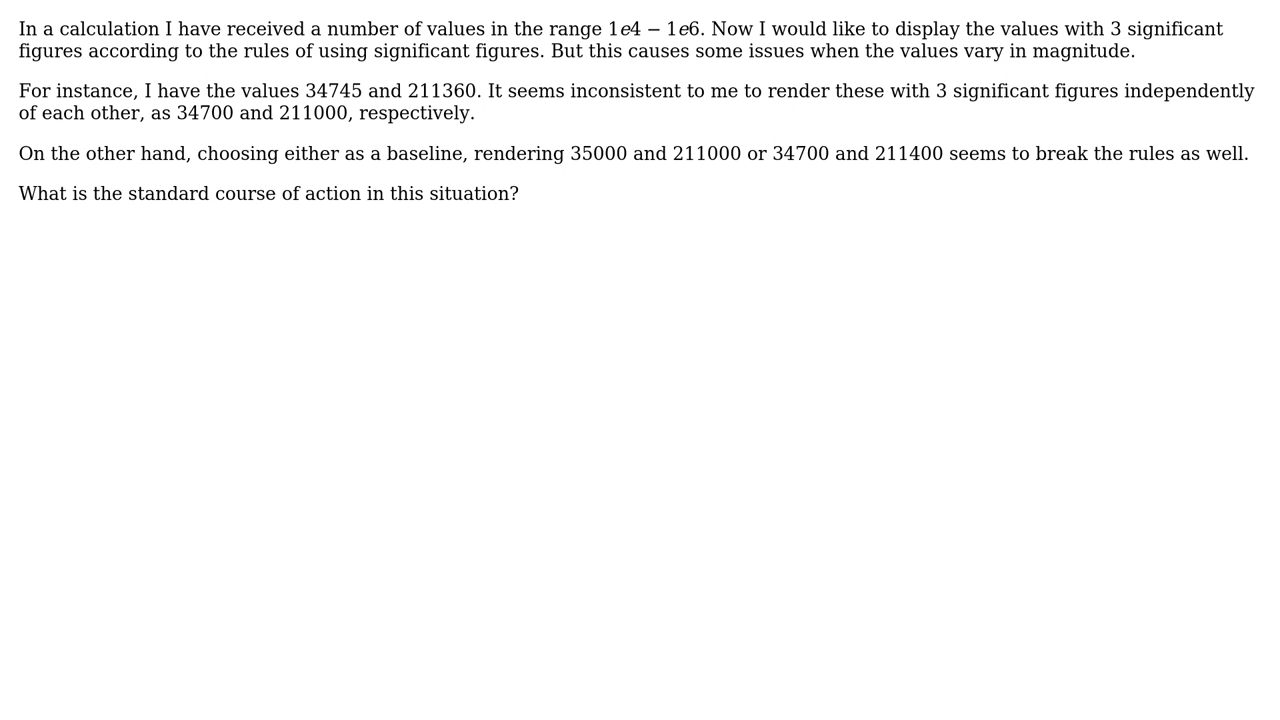 In a calculation I have received a number of values in the range 1e4 − 1e6. Now I would like to display the values with 3 significant
figures according to the rules of using significant figures. But this causes some issues when the values vary in magnitude.
For instance, I have the values 34745 and 211360. It seems inconsistent to me to render these with 3 significant figures independently
of each other, as 34700 and 211000, respectively.
On the other hand, choosing either as a baseline, rendering 35000 and 211000 or 34700 and 211400 seems to break the rules as well.
What is the standard course of action in this situation?